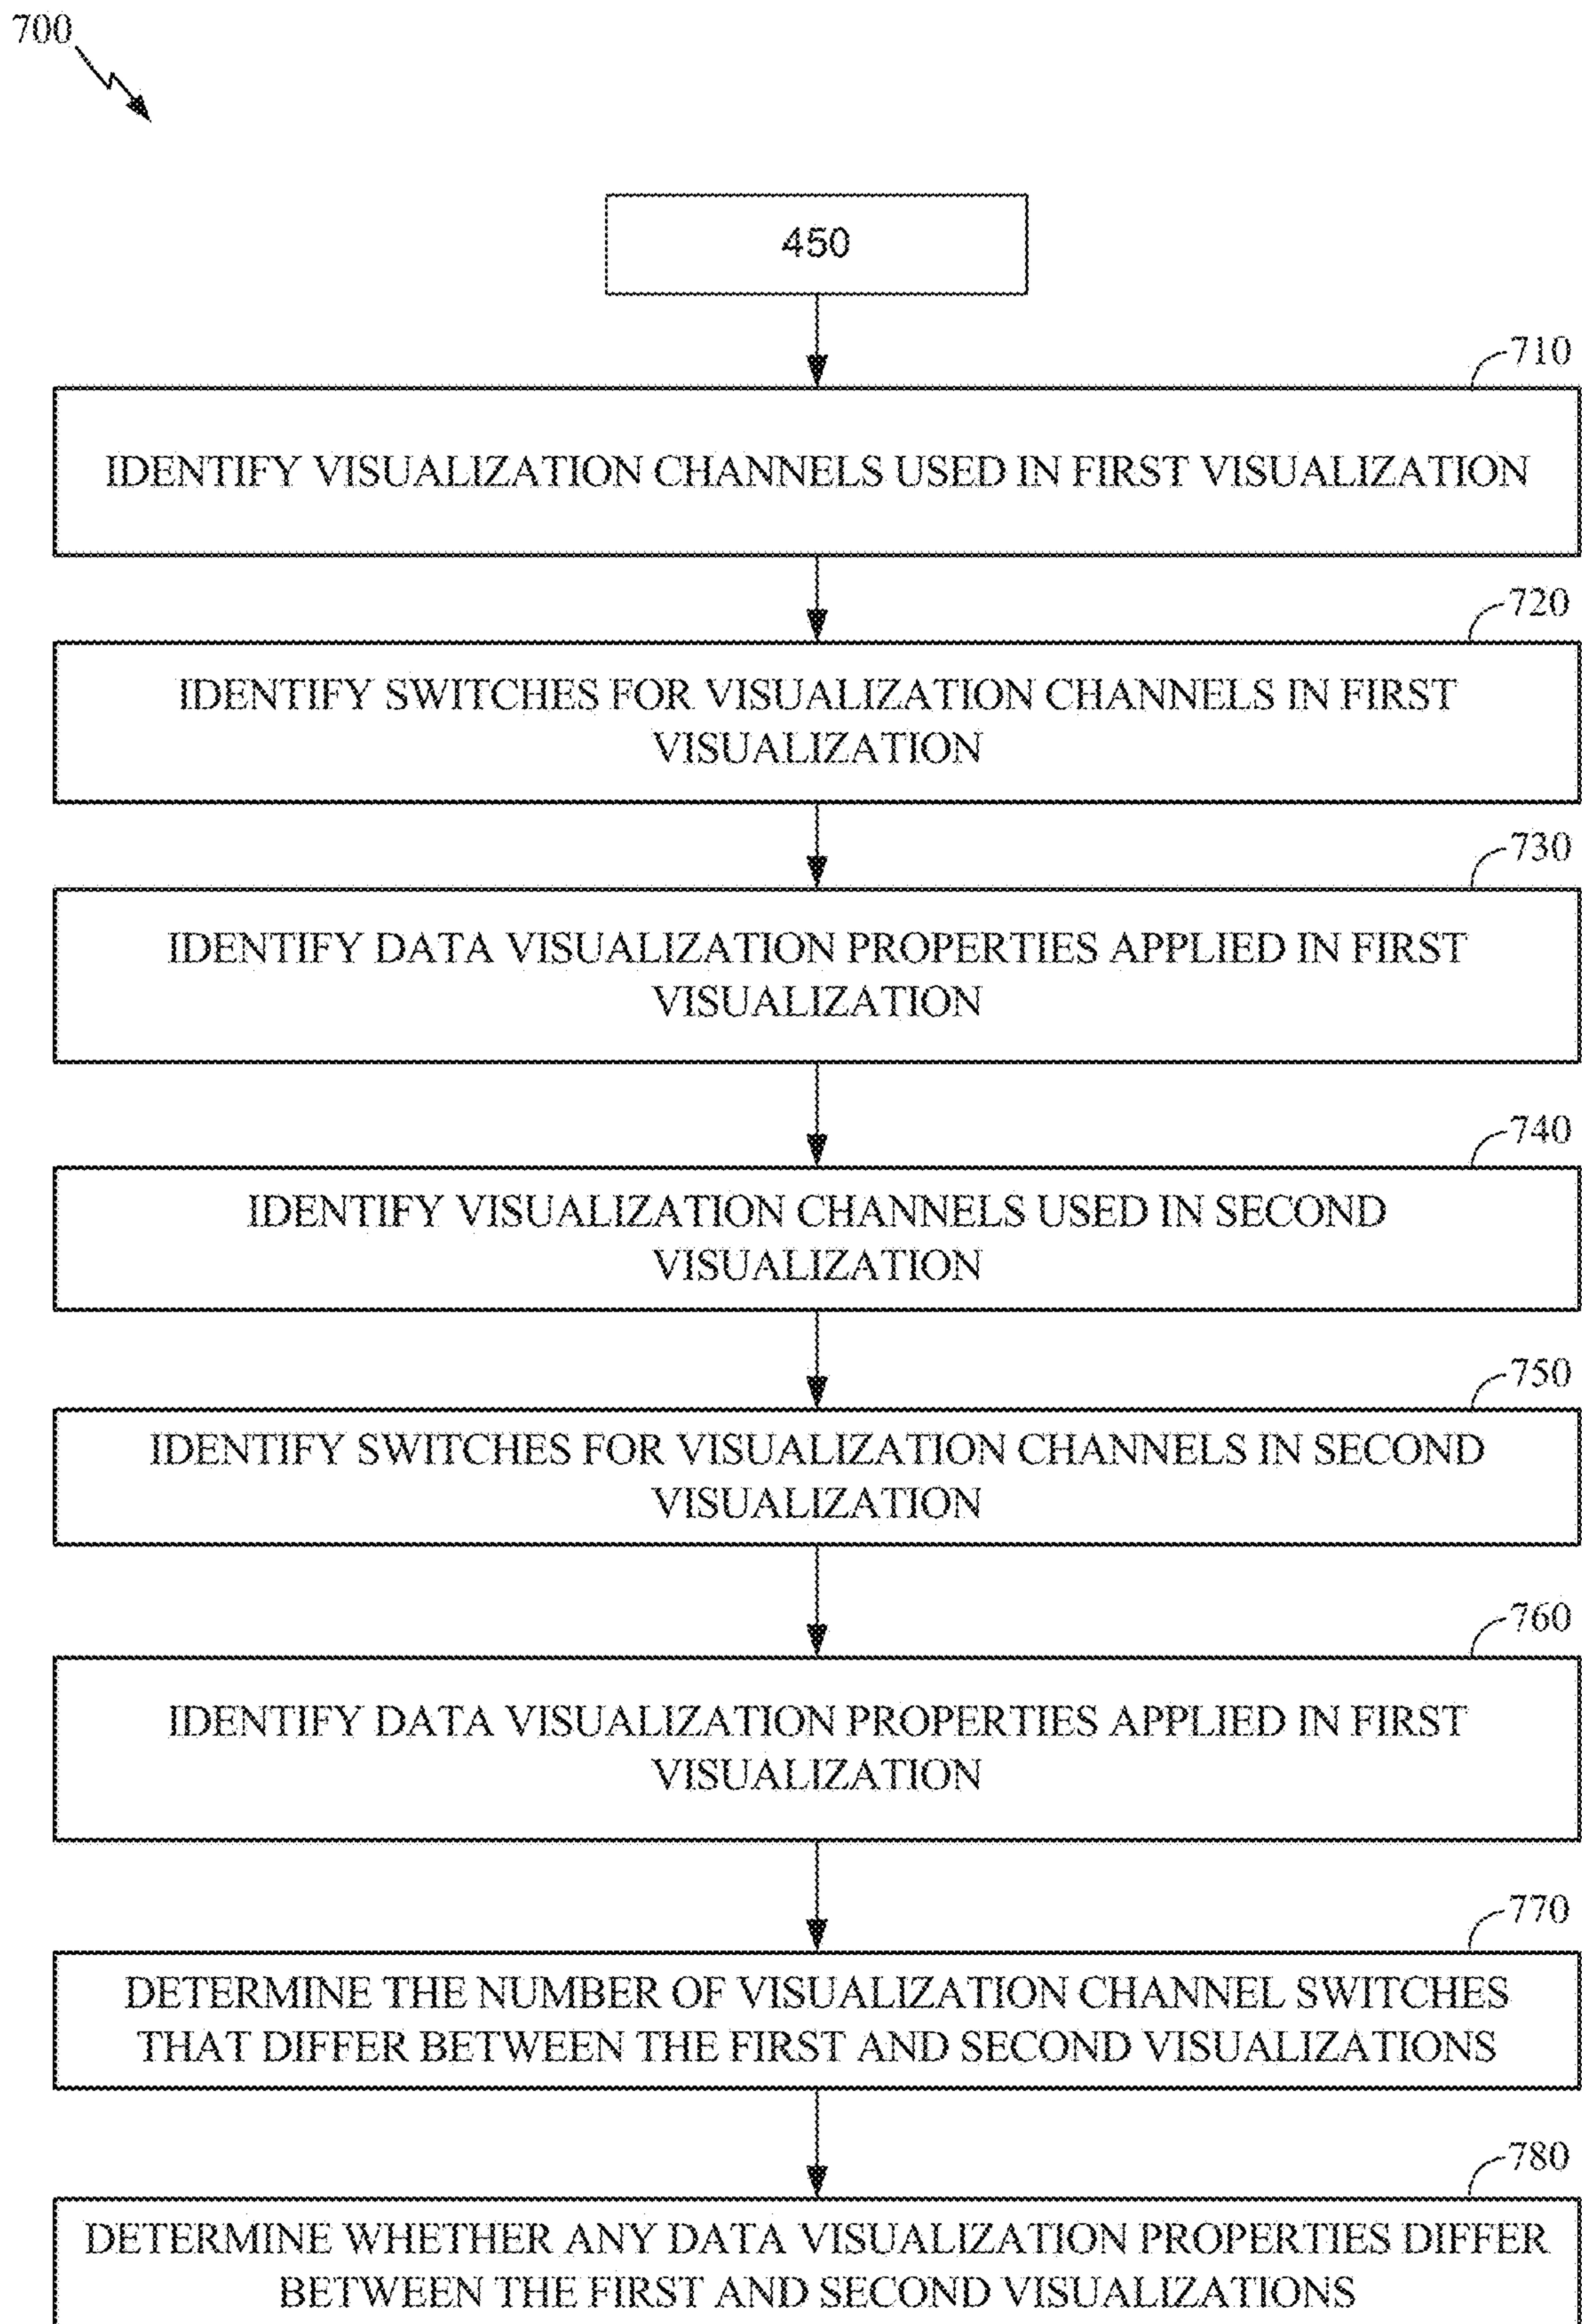 700
450
710
IDENTIFY VISUALIZATION CHANNELS USED IN FIRST VISUALIZATION
720
IDENTIFY SWITCHES FOR VISUALIZATION CHANNELS IN FIRST
VISUALIZATION
730
IDENTIFY DATA VISUALIZATION PROPERTIES APPLIED IN FIRST
VISUALIZATION
740
IDENTIFY VISUALIZATION CHANNELS USED IN SECOND
VISUALIZATION
750
IDENTIFY SWITCHES FOR VISUALIZATION CHANNELS IN SECOND
VISUALIZATION
760
IDENTIFY DATA VISUALIZATION PROPERTIES APPLIED IN FIRST
VISUALIZATION
770
DETERMINE THE NUMBER OF VISUALIZATION CHANNEL SWITCHES
THAT DIFFER BETWEEN THE FIRST AND SECOND VISUALIZATIONS
780
DETERMINE WHETHER ANY DATA VISUALIZATION PROPERTIES DIFFER
BETWEEN THE FIRST AND SECOND VISUALIZATIONS